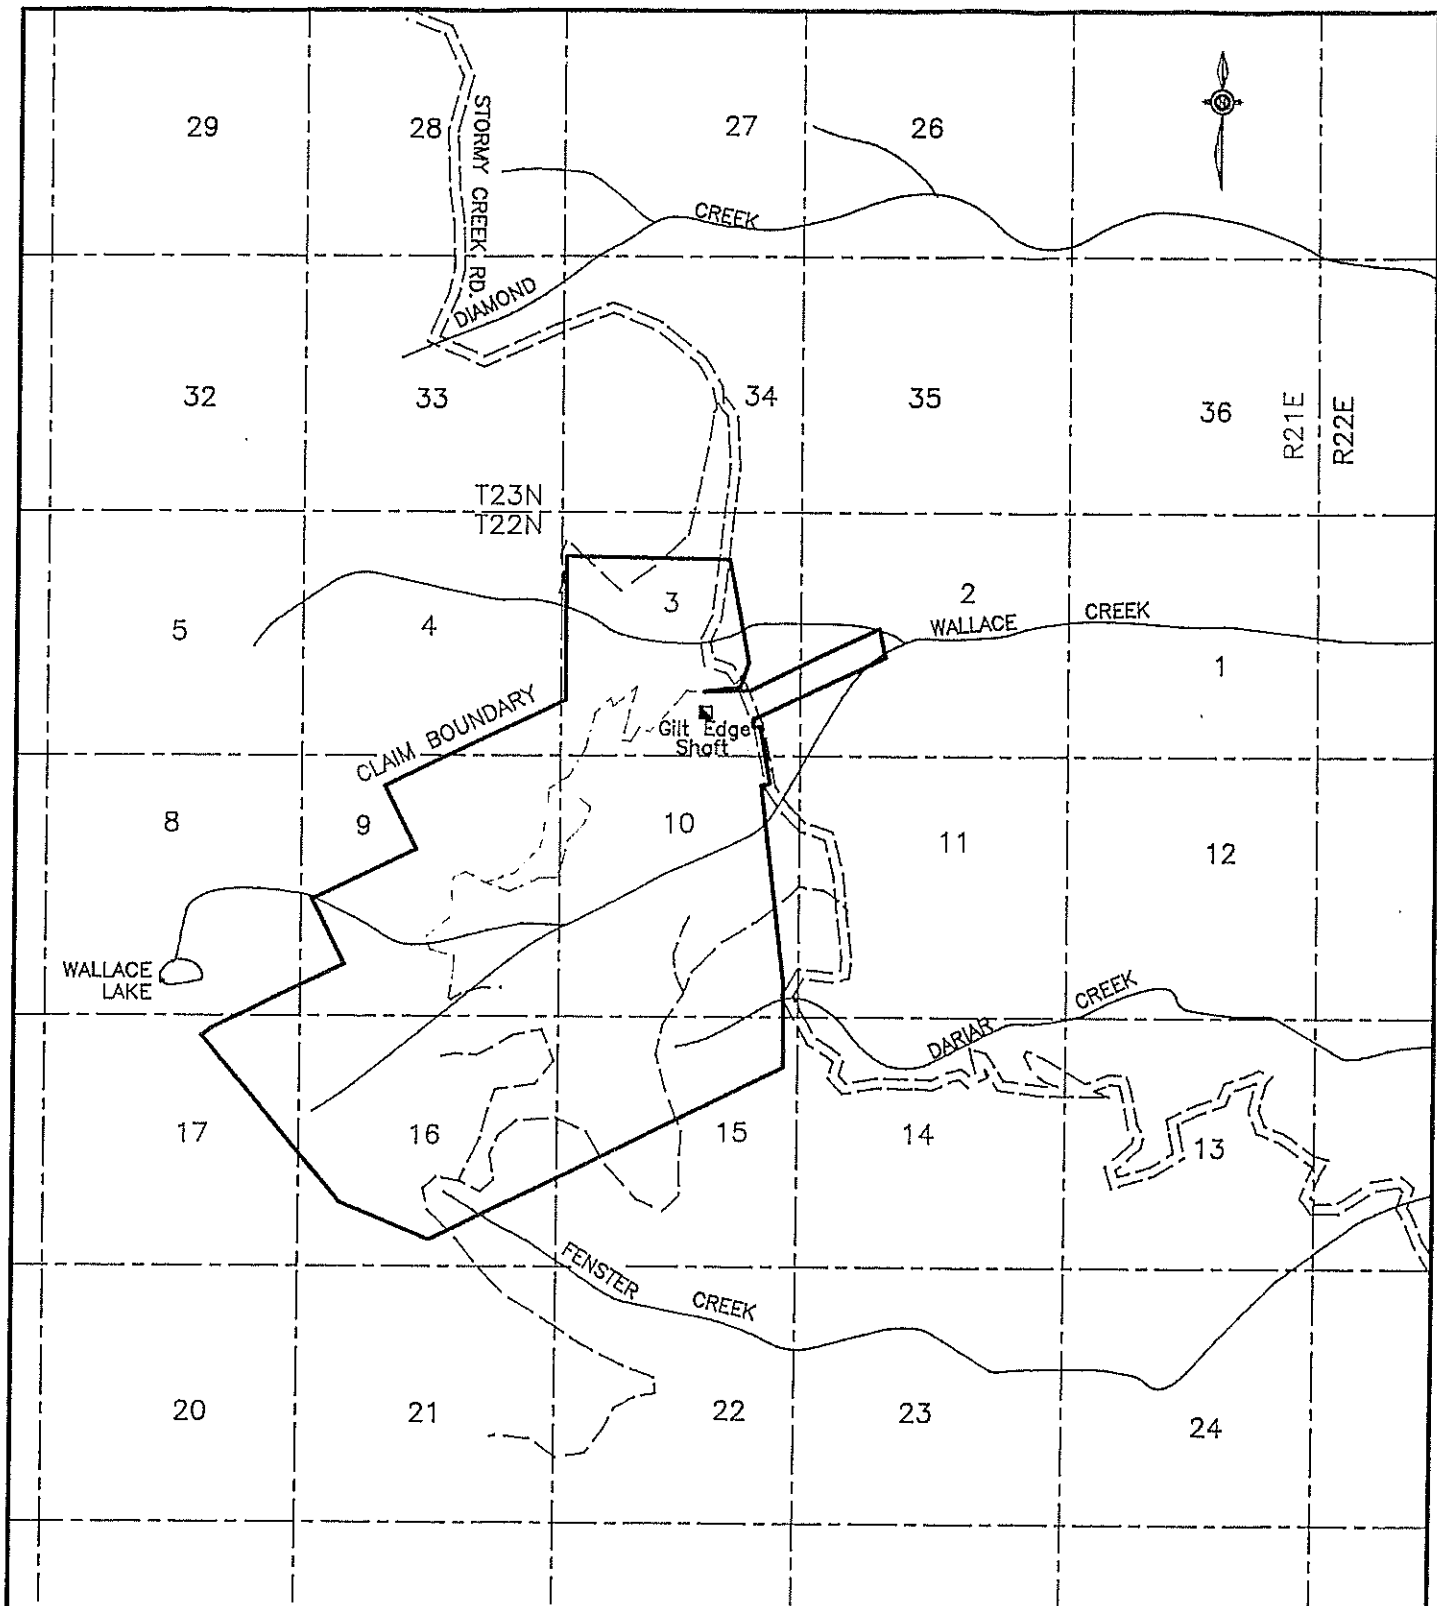 29
28
27
26
STORMY CREEK RD.
CREEK
DIAMOND
32
33
34
35
36
R21E
R22E
T23N
T22N
5
4
3
2
WALLACE CREEK
1
CLAIM BOUNDARY
Gilt Edge
Shaft
8
9
10
11
12
WALLACE
LAKE
CREEK
DARIAR
17
16
15
14
13
FENSTER
CREEK
20
21
22
23
24